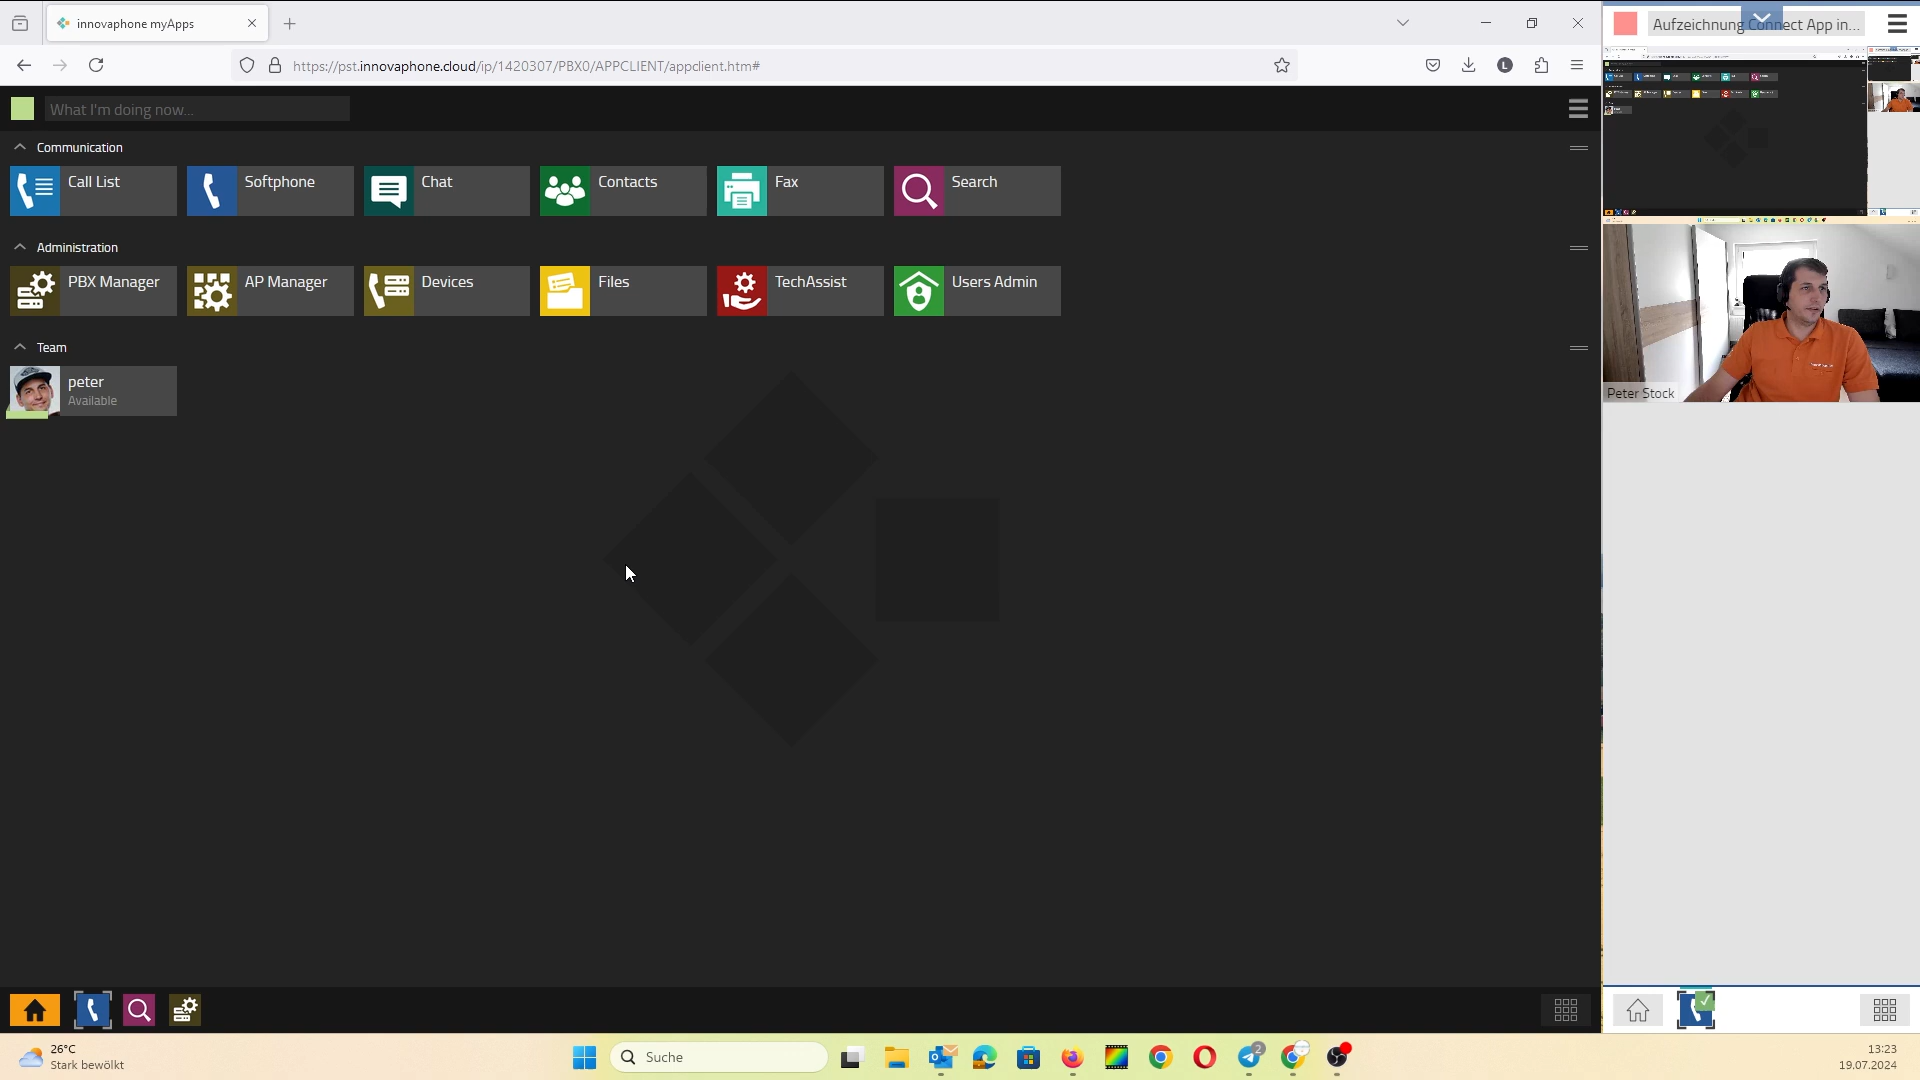 innovaphone myApps
Aufzeichnung Connect App in...
https://pst.innovaphone.cloud/ip/1420307/PBX0/APPCLIENT/appclient.htm#
L
What I'm doing now...
Communication
Call List
Softphone
Chat
Contacts
Fax
Search
Administration
PBX Manager
AP Manager
Devices
Files
TechAssist
Users Admin
Team
peter
Available
Peter Stock
26°C
Stark bewölkt
Suche
2
13:23
19.07.2024